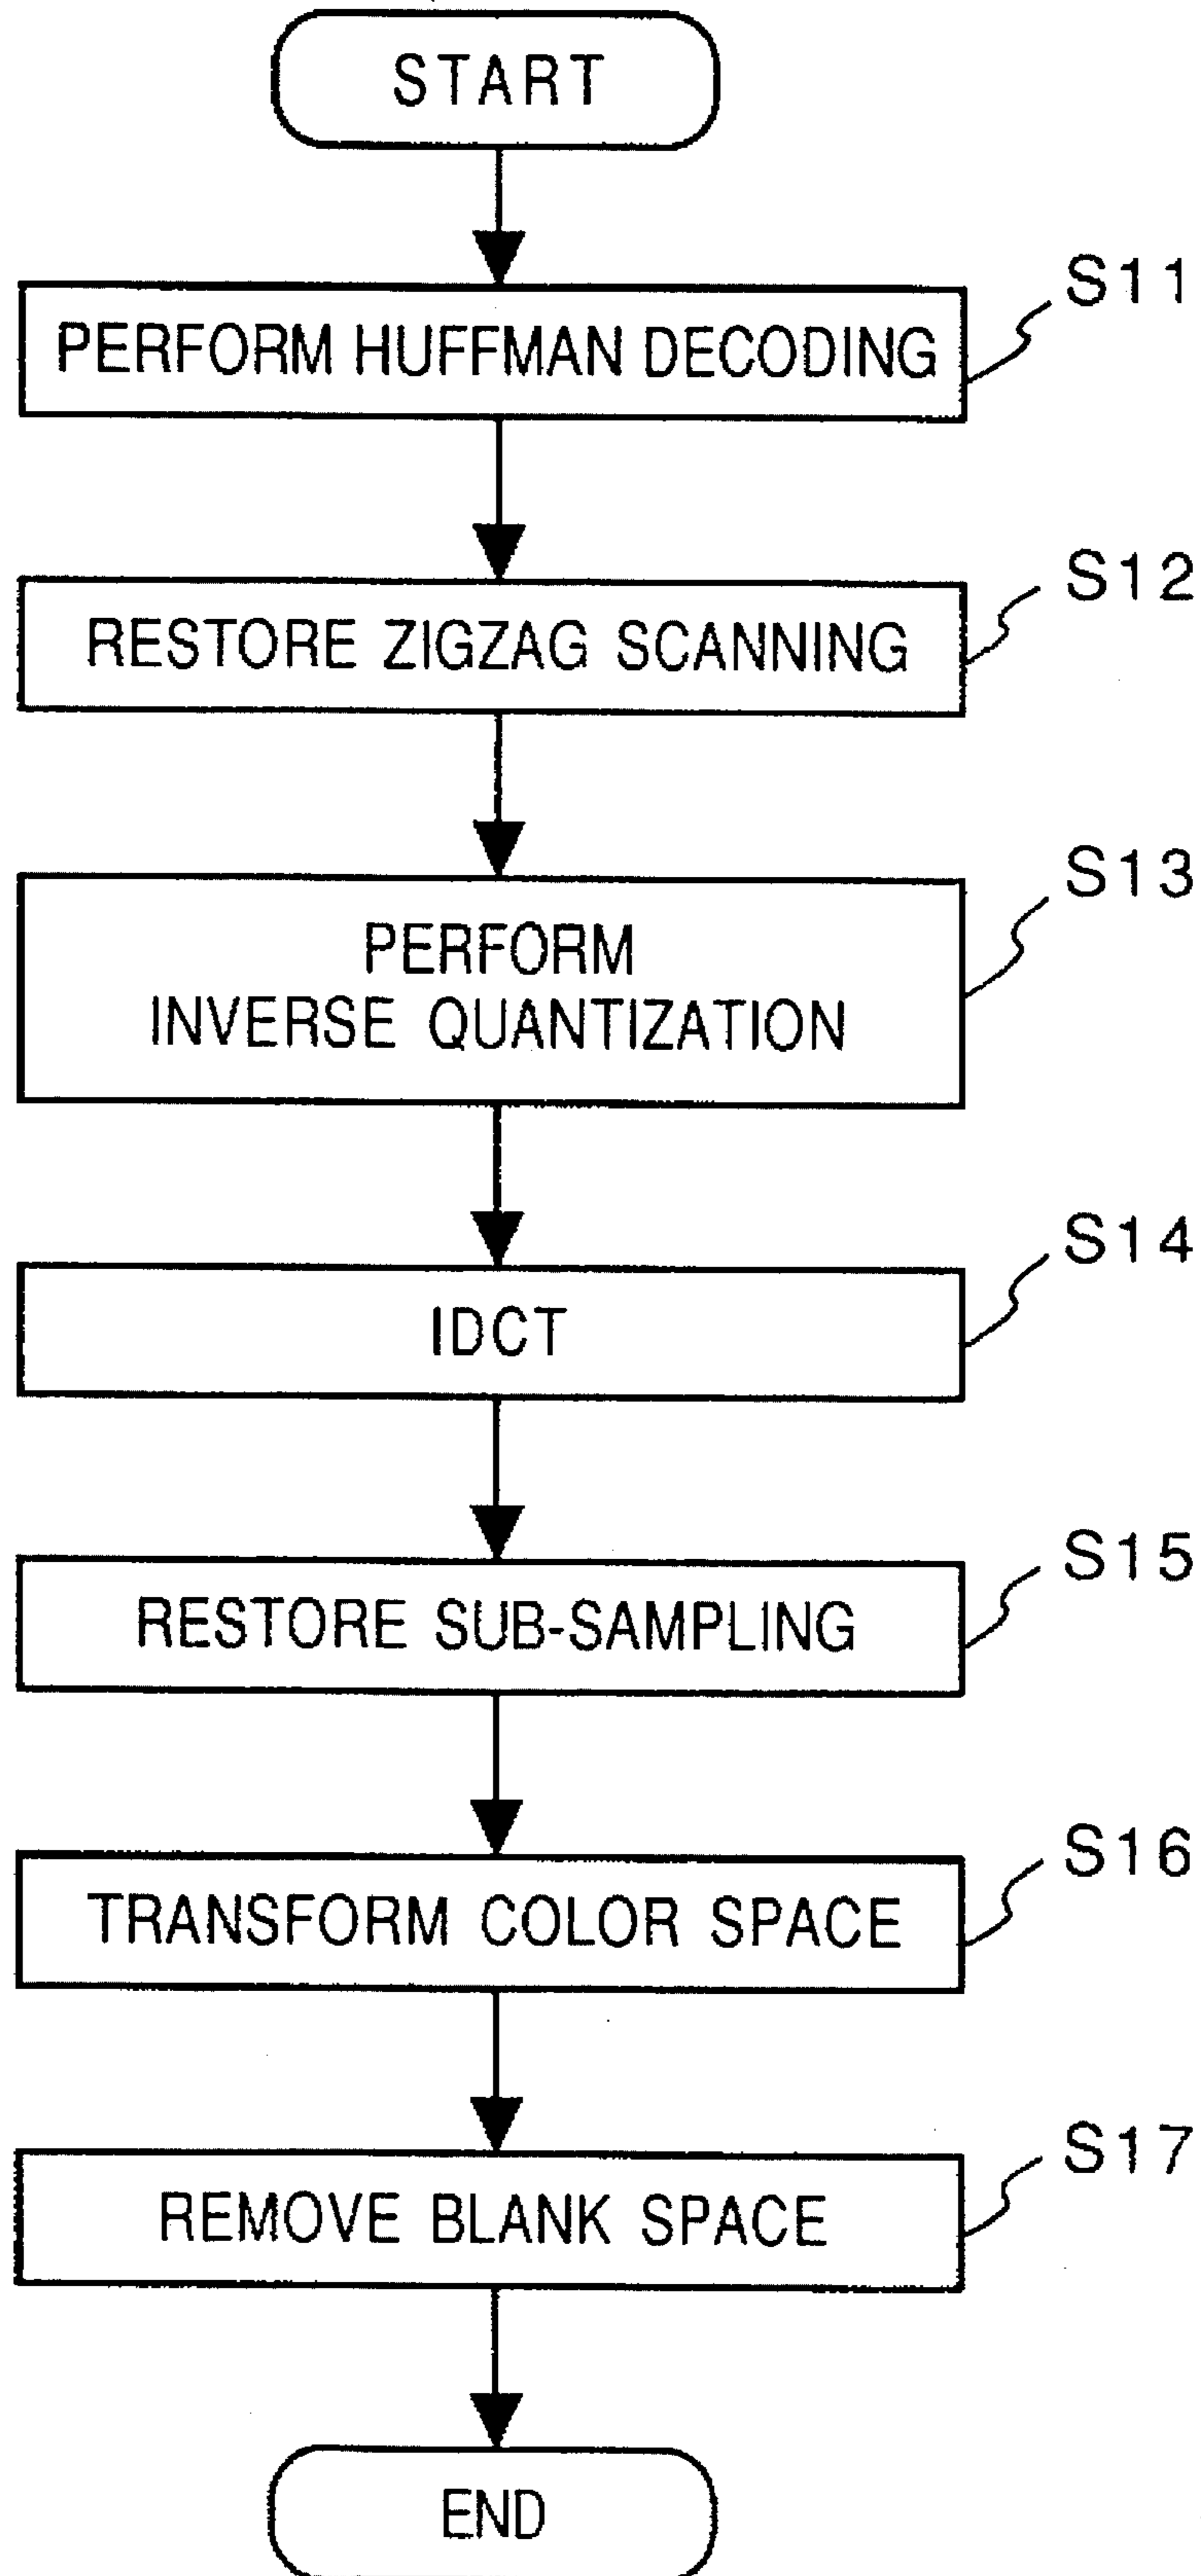 START
S11
PERFORM HUFFMAN DECODING
S12
RESTORE ZIGZAG SCANNING
S13
PERFORM
INVERSE QUANTIZATION
S14
IDCT
S15
RESTORE SUB-SAMPLING
S16
TRANSFORM COLOR SPACE
S17
REMOVE BLANK SPACE
END